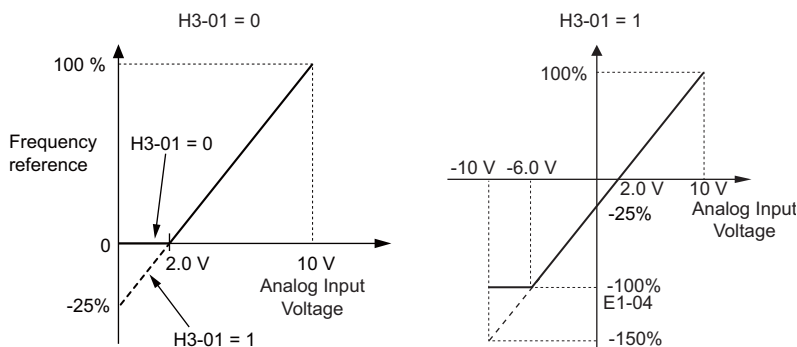 H3-01 = 0
100 %
Frequency
reference
H3-01 = 0
0
2.0 V
10 V
Analog Input
Voltage
-25%
H3-01 = 1
H3-01 = 1
100%
-10 V
-6.0 V
2.0 V
10 V
Analog Input
Voltage
-25%
-100%
E1-04
-150%